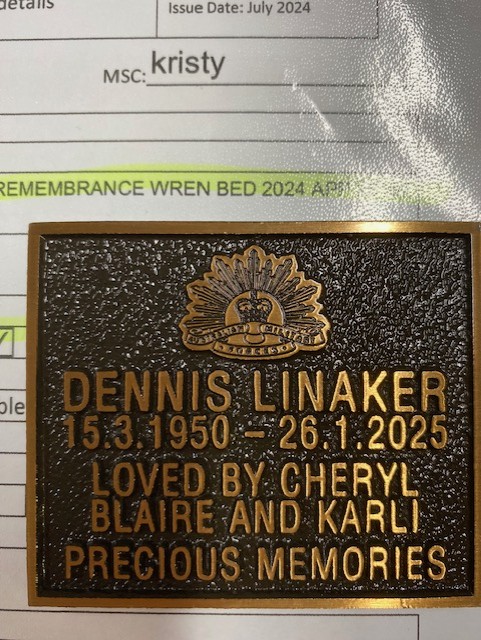 details
Issue Date: July 2024
MSC: kristy
REMEMBRANCE WREN BED 2024
DENNIS LINAKER
15.3.1950 – 26.1.2025
LOVED BY CHERYL
BLAIRE AND KARLI
PRECIOUS MEMORIES